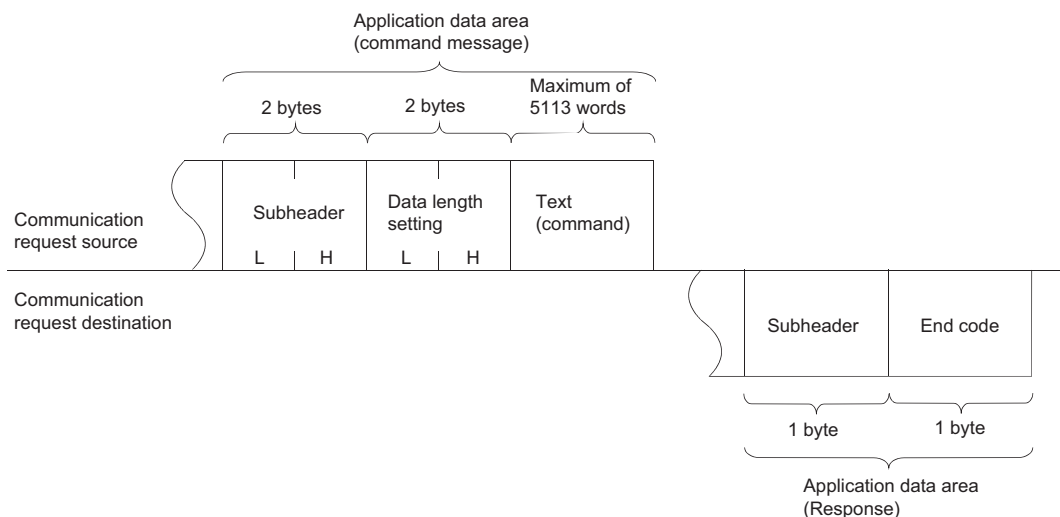 Application data area
(command message)
2 bytes
2 bytes
Maximum of
5113 words
Communication
request source
Subheader
L H
Data length
setting
L H
Text
(command)
Communication
request destination
Subheader
End code
1 byte
1 byte
Application data area
(Response)